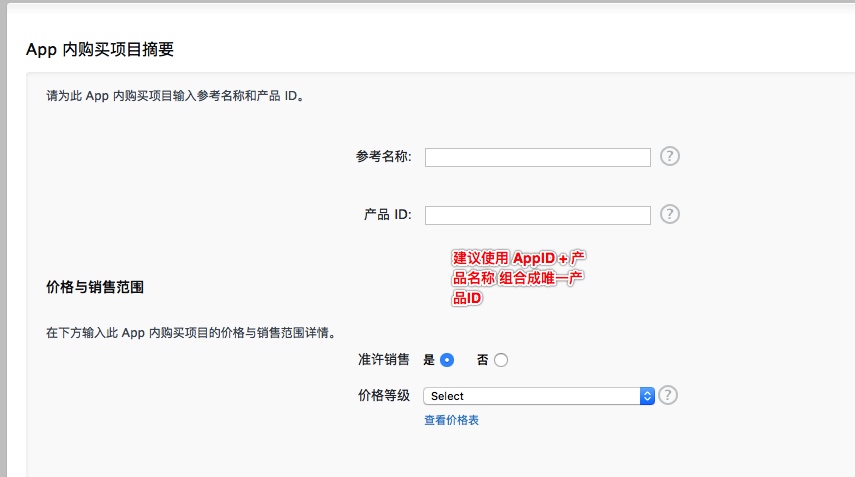 App 内购买项目摘要
请为此 App 内购买项目输入参考名称和产品 ID。
参考名称:
?
产品 ID:
?
建议使用 AppID + 产
品名称 组合成唯一产
品ID
价格与销售范围
在下方输入此 App 内购买项目的价格与销售范围详情。
准许销售 是 否
价格等级 Select ?
查看价格表